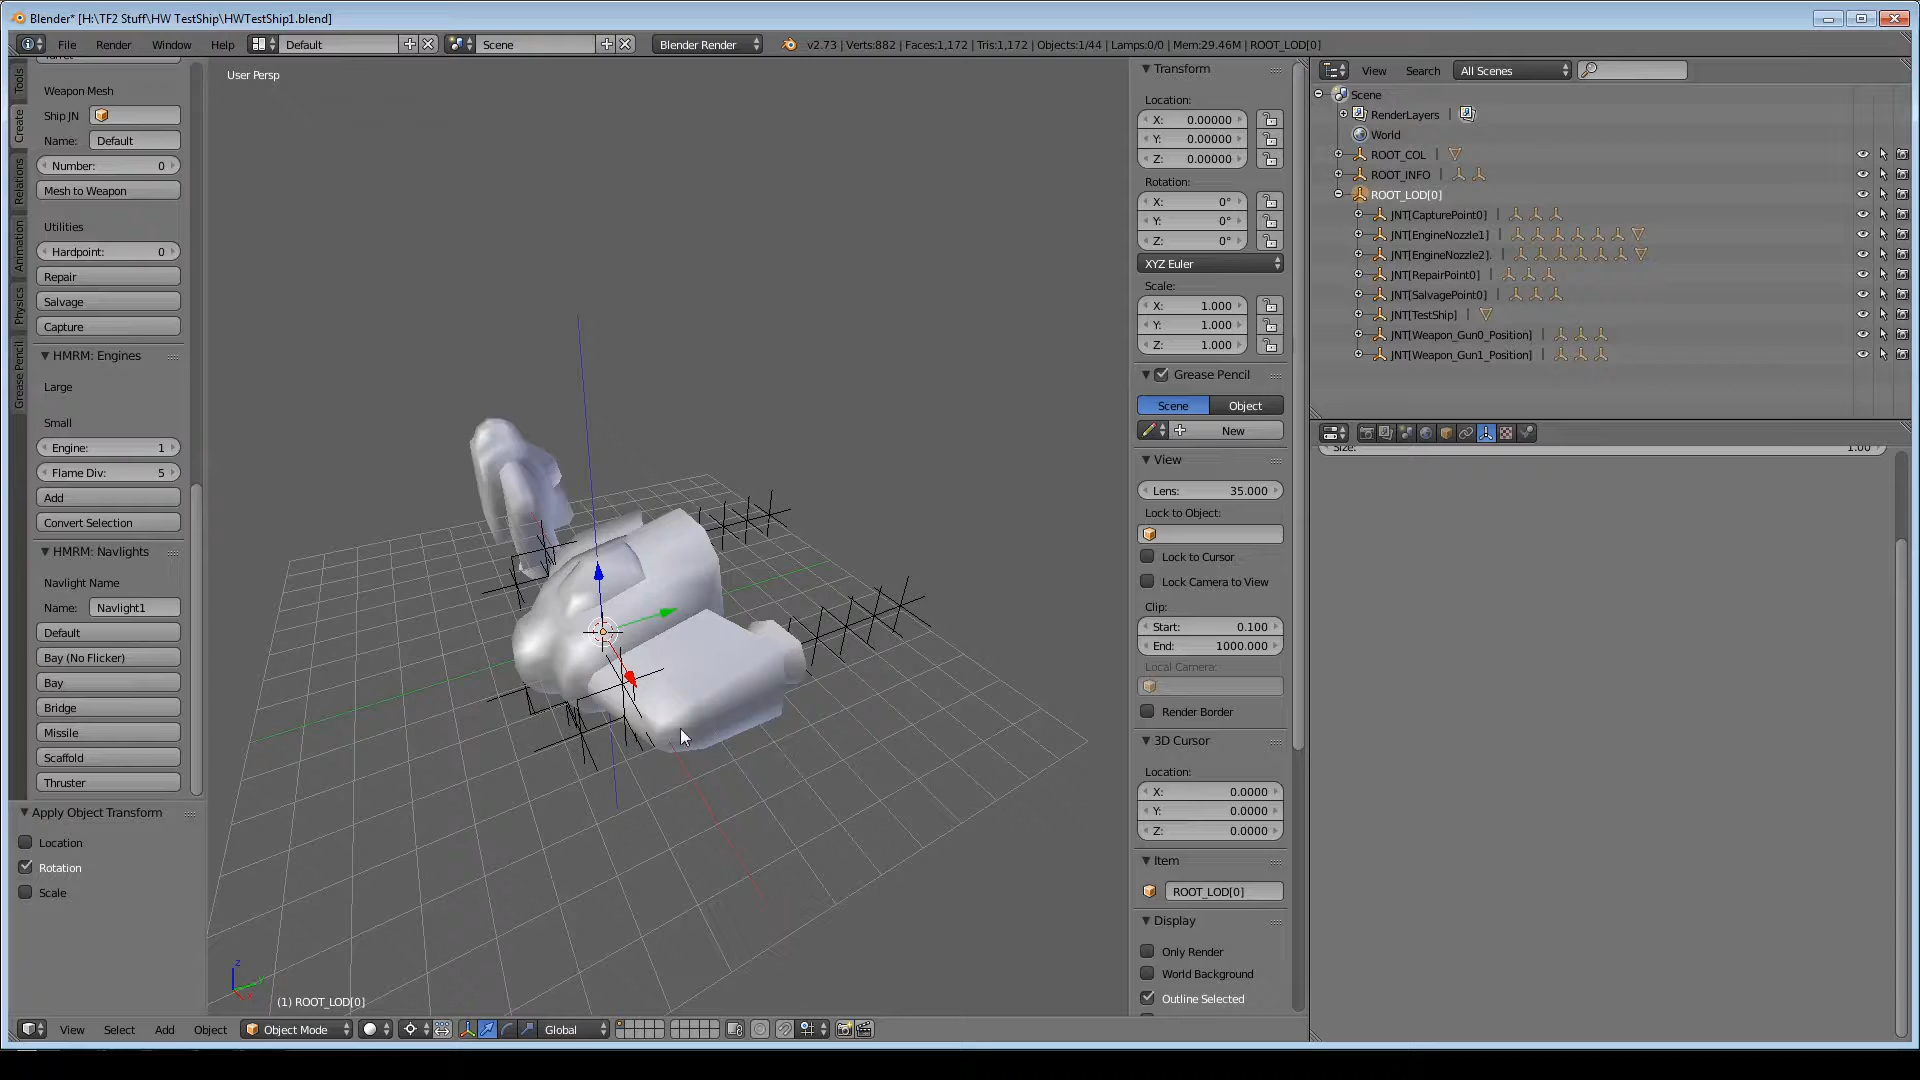 Blender* [H:\TF2 Stuff\HW TestShip\HWTestShip1.blend]
File Render Window Help Default Scene Blender Render v2.73 | Verts:882 | Faces:1,172 | Tris:1,172 | Objects:1/44 | Lamps:0/0 | Mem:29.46M | ROOT_LOD[0]
Tools
Create
Relations
Animation
Physics
Grease Pencil
Weapon Mesh
Ship JN
Name: Default
Number: 0
Mesh to Weapon
Utilities
Hardpoint: 0
Repair
Salvage
Capture
HMRM: Engines
Large
Small
Engine: 1
Flame Div: 5
Add
Convert Selection
HMRM: Navlights
Navlight Name
Name: Navlight1
Default
Bay (No Flicker)
Bay
Bridge
Missile
Scaffold
Thruster
Apply Object Transform
Location
Rotation
Scale
User Persp
z
y
x
(1) ROOT_LOD[0]
View Select Add Object Object Mode Global
Transform
Location:
X: 0.00000
Y: 0.00000
Z: 0.00000
Rotation:
X: 0°
Y: 0°
Z: 0°
XYZ Euler
Scale:
X: 1.000
Y: 1.000
Z: 1.000
Grease Pencil
Scene Object
New
View
Lens: 35.000
Lock to Object:
Lock to Cursor
Lock Camera to View
Clip:
Start: 0.100
End: 1000.000
Local Camera:
Render Border
3D Cursor
Location:
X: 0.0000
Y: 0.0000
Z: 0.0000
Item
ROOT_LOD[0]
Display
Only Render
World Background
Outline Selected
View Search All Scenes
Scene
RenderLayers |
World
ROOT_COL |
ROOT_INFO |
ROOT_LOD[0]
JNT[CapturePoint0] |
JNT[EngineNozzle1] |
JNT[EngineNozzle2]. |
JNT[RepairPoint0] |
JNT[SalvagePoint0] |
JNT[TestShip] |
JNT[Weapon_Gun0_Position] |
JNT[Weapon_Gun1_Position] |
Size: 1.00